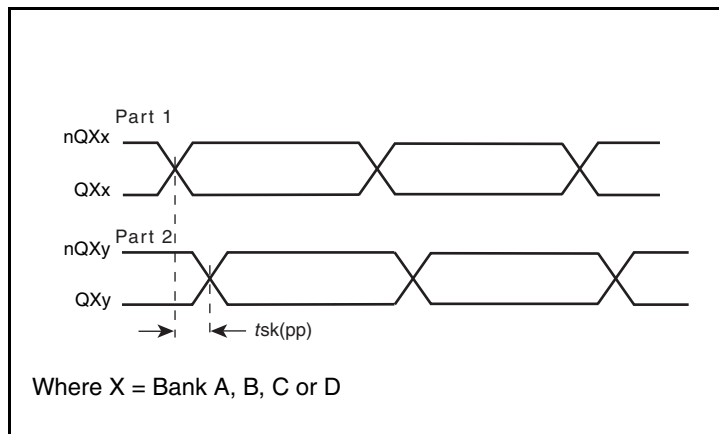 Part 1
nQXx
QXx
Part 2
nQXy
QXy
tsk(pp)
Where X = Bank A, B, C or D